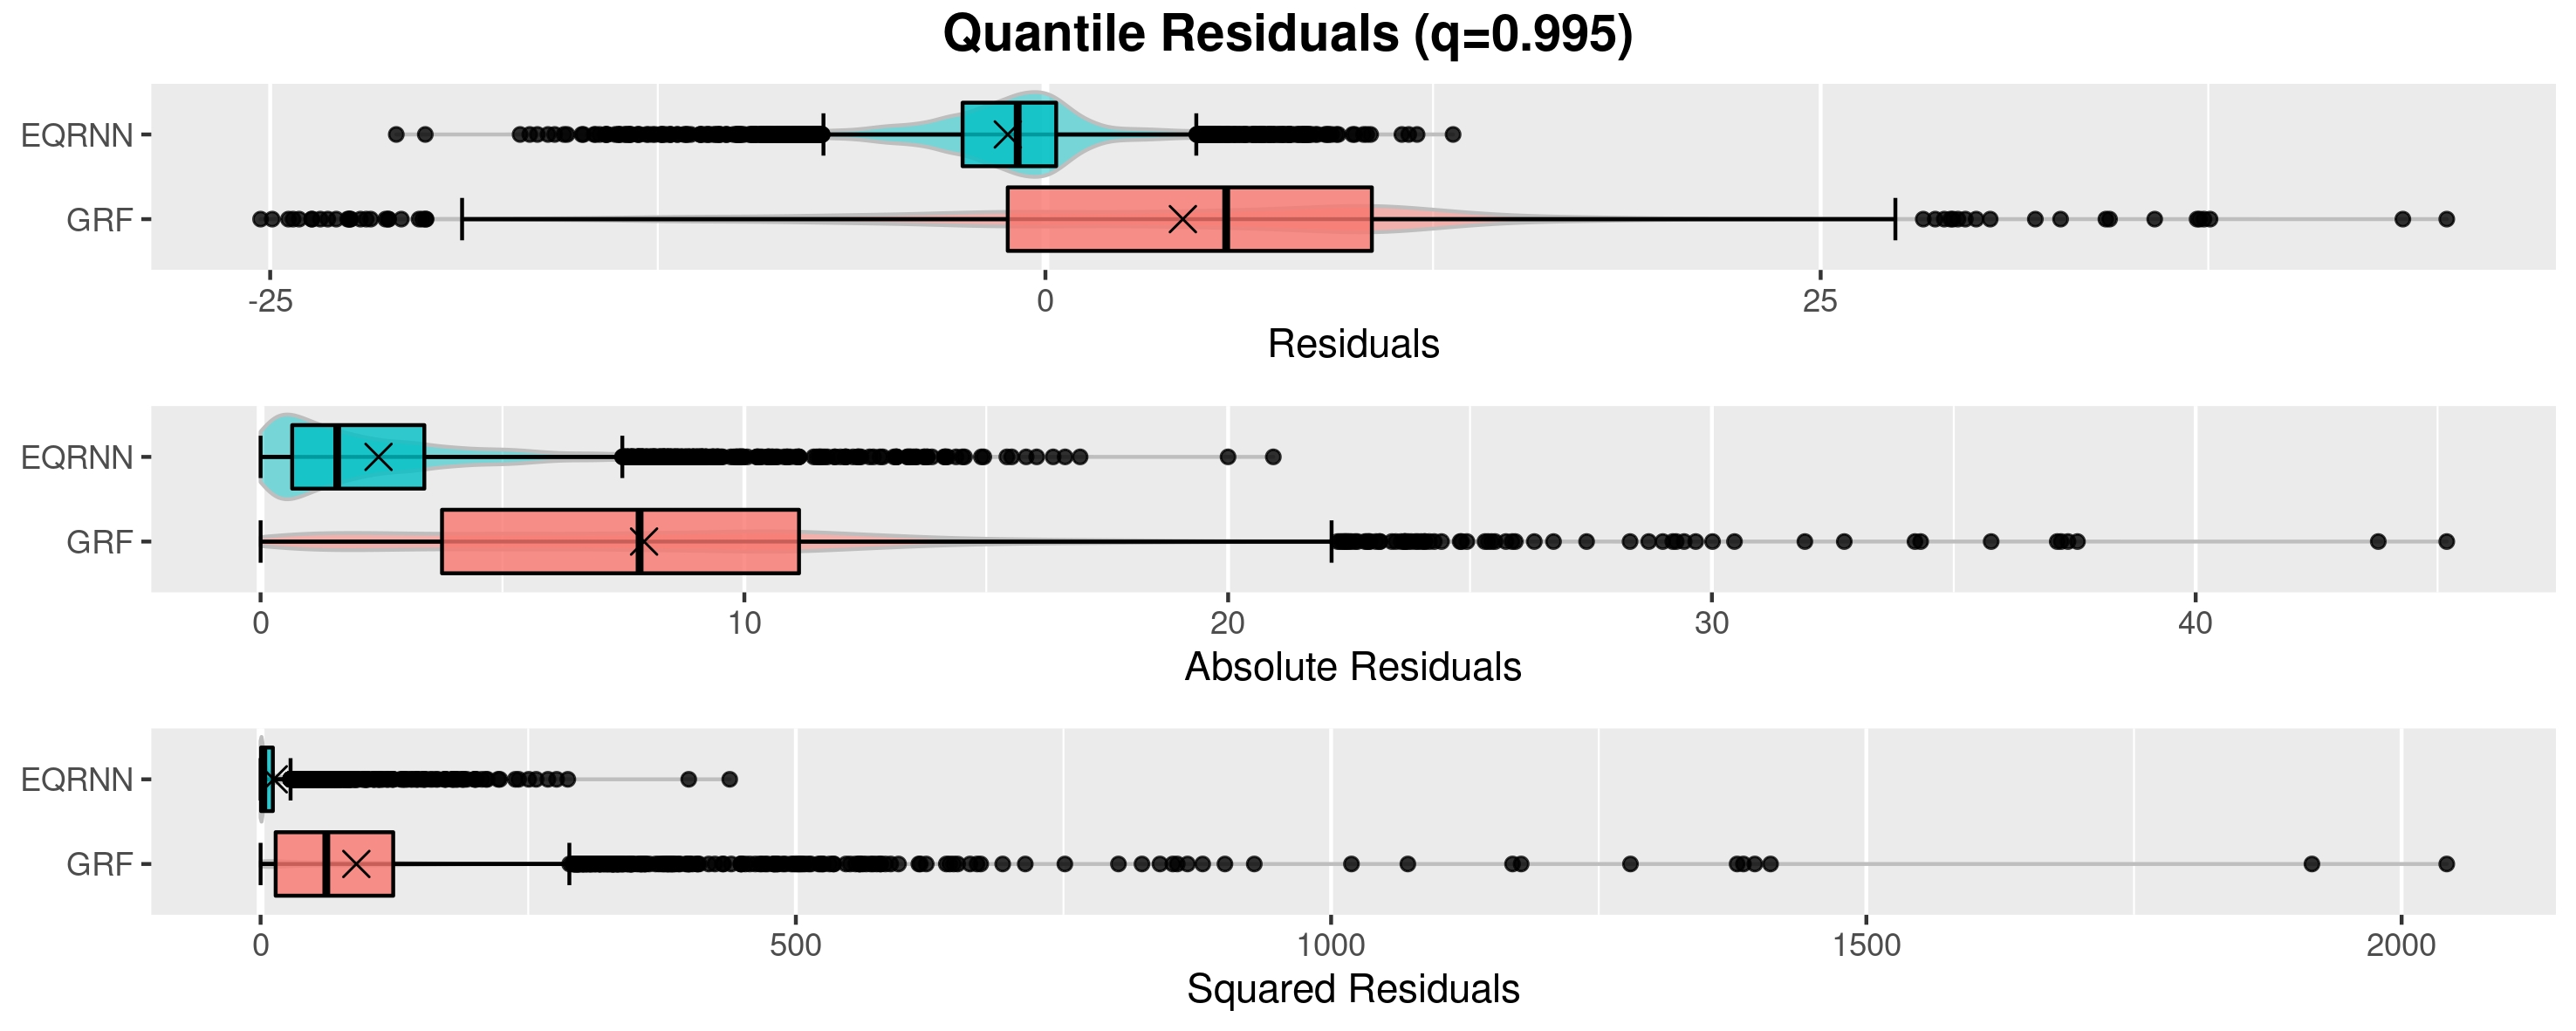 Quantile Residuals (q=0.995)
EQRNN
GRF
-25 0 25
Residuals
EQRNN
GRF
0 10 20 30 40
Absolute Residuals
EQRNN
GRF
0 500 1000 1500 2000
Squared Residuals